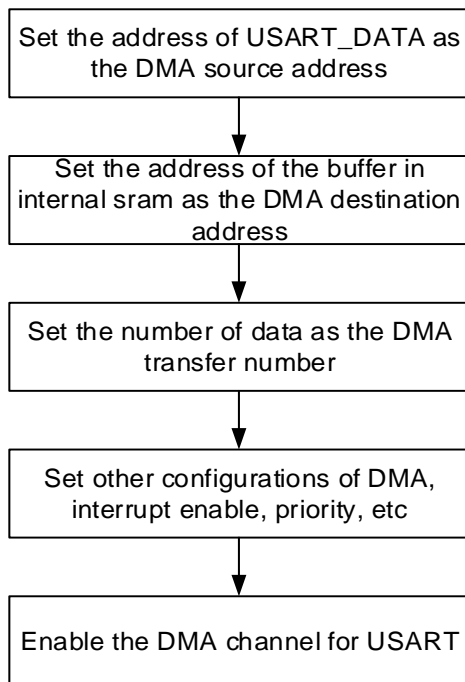 Set the address of USART_DATA as
the DMA source address
Set the address of the buffer in
internal sram as the DMA destination
address
Set the number of data as the DMA
transfer number
Set other configurations of DMA,
interrupt enable, priority, etc
Enable the DMA channel for USART